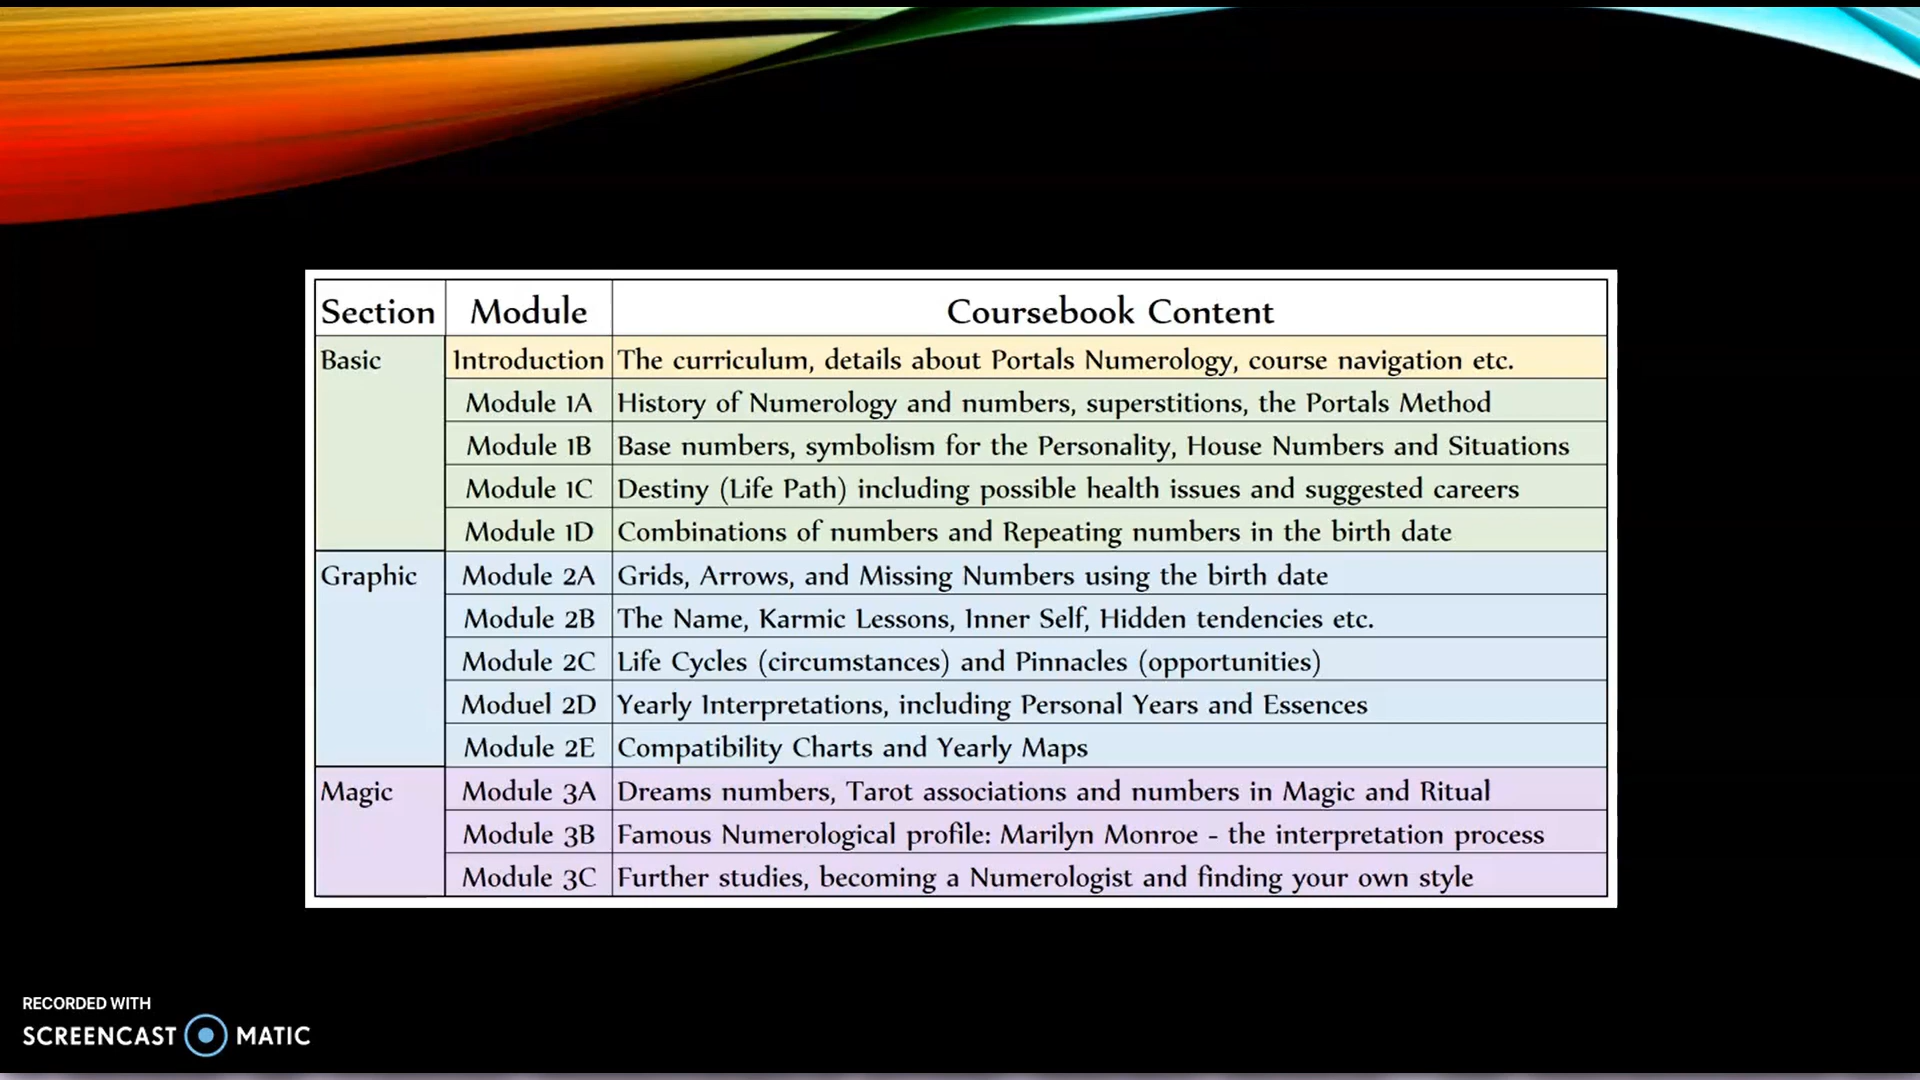 Section Module Coursebook Content
Basic Introduction The curriculum, details about Portals Numerology, course navigation etc.
Module 1A History of Numerology and numbers, superstitions, the Portals Method
Module 1B Base numbers, symbolism for the Personality, House Numbers and Situations
Module 1C Destiny (Life Path) including possible health issues and suggested careers
Module 1D Combinations of numbers and Repeating numbers in the birth date
Graphic Module 2A Grids, Arrows, and Missing Numbers using the birth date
Module 2B The Name, Karmic Lessons, Inner Self, Hidden tendencies etc.
Module 2C Life Cycles (circumstances) and Pinnacles (opportunities)
Moduel 2D Yearly Interpretations, including Personal Years and Essences
Module 2E Compatibility Charts and Yearly Maps
Magic Module 3A Dreams numbers, Tarot associations and numbers in Magic and Ritual
Module 3B Famous Numerological profile: Marilyn Monroe - the interpretation process
Module 3C Further studies, becoming a Numerologist and finding your own style
RECORDED WITH
SCREENCAST MATIC